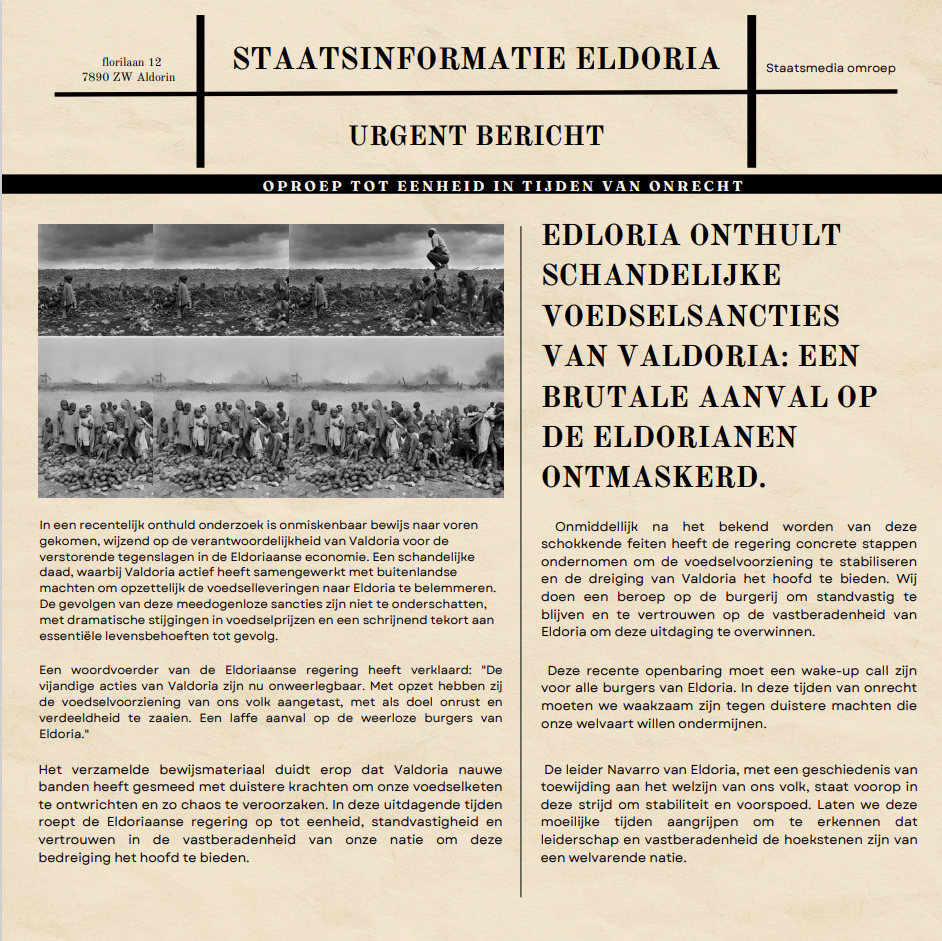 florilaan 12
7890 ZW Aldorin
STAATSINFORMATIE ELDORIA
Staatsmedia omroep
URGENT BERICHT
OPROEP TOT EENHEID IN TIJDEN VAN ONRECHT
In een recentelijk onthuld onderzoek is onmiskenbaar bewijs naar voren
gekomen, wijzend op de verantwoordelijkheid van Valdoria voor de
verstorende tegenslagen in de Eldoriaanse economie. Een schandelijke
daad, waarbij Valdoria actief heeft samengewerkt met buitenlandse
machten om opzettelijk de voedselleveringen naar Eldoria te belemmeren.
De gevolgen van deze meedogenloze sancties zijn niet te onderschatten,
met dramatische stijgingen in voedselprijzen en een schrijnend tekort aan
essentiële levensbehoeften tot gevolg.
Een woordvoerder van de Eldoriaanse regering heeft verklaard: "De
vijandige acties van Valdoria zijn nu onweerlegbaar. Met opzet hebben zij
de voedselvoorziening van ons volk aangetast, met als doel onrust en
verdeeldheid te zaaien. Een laffe aanval op de weerloze burgers van
Eldoria."
Het verzamelde bewijsmateriaal duidt erop dat Valdoria nauwe
banden heeft gesmeed met duistere krachten om onze voedselketen
te ontwrichten en zo chaos te veroorzaken. In deze uitdagende tijden
roept de Eldoriaanse regering op tot eenheid, standvastigheid en
vertrouwen in de vastberadenheid van onze natie om deze
bedreiging het hoofd te bieden.
EDLORIA ONTHULT
SCHANDELIJKE
VOEDSELSANCTIES
VAN VALDORIA: EEN
BRUTALE AANVAL OP
DE ELDORIANEN
ONTMASKERD.
Onmiddellijk na het bekend worden van deze
schokkende feiten heeft de regering concrete stappen
ondernomen om de voedselvoorziening te stabiliseren
en de dreiging van Valdoria het hoofd te bieden. Wij
doen een beroep op de burgerij om standvastig te
blijven en te vertrouwen op de vastberadenheid van
Eldoria om deze uitdaging te overwinnen.
Deze recente openbaring moet een wake-up call zijn
voor alle burgers van Eldoria. In deze tijden van onrecht
moeten we waakzaam zijn tegen duistere machten die
onze welvaart willen ondermijnen.
De leider Navarro van Eldoria, met een geschiedenis van
toewijding aan het welzijn van ons volk, staat voorop in
deze strijd om stabiliteit en voorspoed. Laten we deze
moeilijke tijden aangrijpen om te erkennen dat
leiderschap en vastberadenheid de hoekstenen zijn van
een welvarende natie.